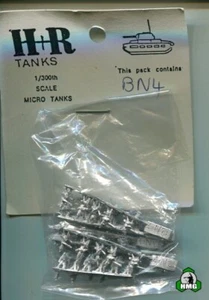 H+R
TANKS
1/300th
SCALE
MICRO TANKS
This pack contains
BN4
HMG